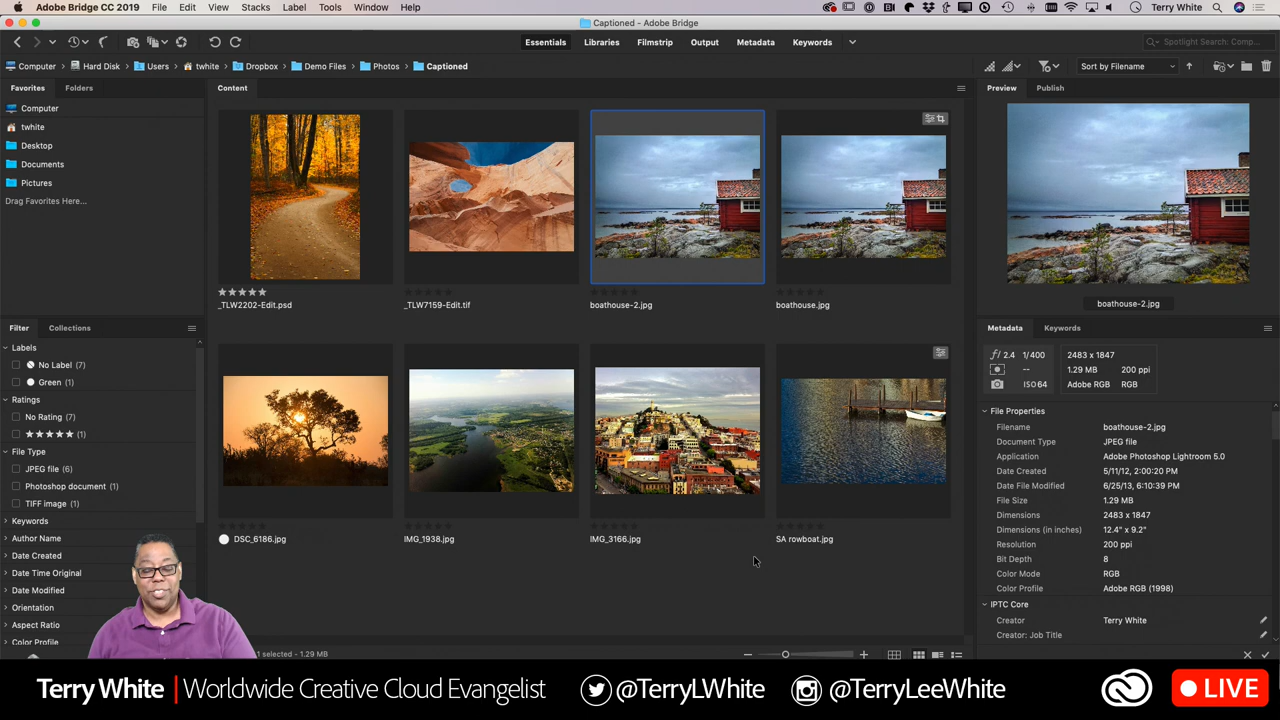 Adobe Bridge CC 2019 File Edit View Stacks Label Tools Window Help Terry White
Captioned - Adobe Bridge
Essentials Libraries Filmstrip Output Metadata Keywords Spotlight Search: Comp...
Computer Hard Disk Users twhite Dropbox Demo Files Photos Captioned Sort by Filename
Favorites Folders
Computer
twhite
Desktop
Documents
Pictures
Drag Favorites Here...
Filter Collections
Labels
No Label (7)
Green (1)
Ratings
No Rating (7)
★★★★★ (1)
File Type
JPEG file (6)
Photoshop document (1)
TIFF image (1)
Keywords
Author Name
Date Created
Date Time Original
Date Modified
Orientation
Aspect Ratio
Color Profile
Content
_TLW2202-Edit.psd
_TLW7159-Edit.tif
boathouse-2.jpg
boathouse.jpg
DSC_6186.jpg
IMG_1938.jpg
IMG_3166.jpg
SA rowboat.jpg
1 selected - 1.29 MB
Preview Publish
boathouse-2.jpg
Metadata Keywords
f/ 2.4 1/400
--
ISO 64
2483 x 1847
1.29 MB 200 ppi
Adobe RGB RGB
File Properties
Filename boathouse-2.jpg
Document Type JPEG file
Application Adobe Photoshop Lightroom 5.0
Date Created 5/11/12, 2:00:20 PM
Date File Modified 6/25/13, 6:10:39 PM
File Size 1.29 MB
Dimensions 2483 x 1847
Dimensions (in inches) 12.4" x 9.2"
Resolution 200 ppi
Bit Depth 8
Color Mode RGB
Color Profile Adobe RGB (1998)
IPTC Core
Creator Terry White
Creator: Job Title
Terry White | Worldwide Creative Cloud Evangelist @TerryLWhite @TerryLeeWhite LIVE